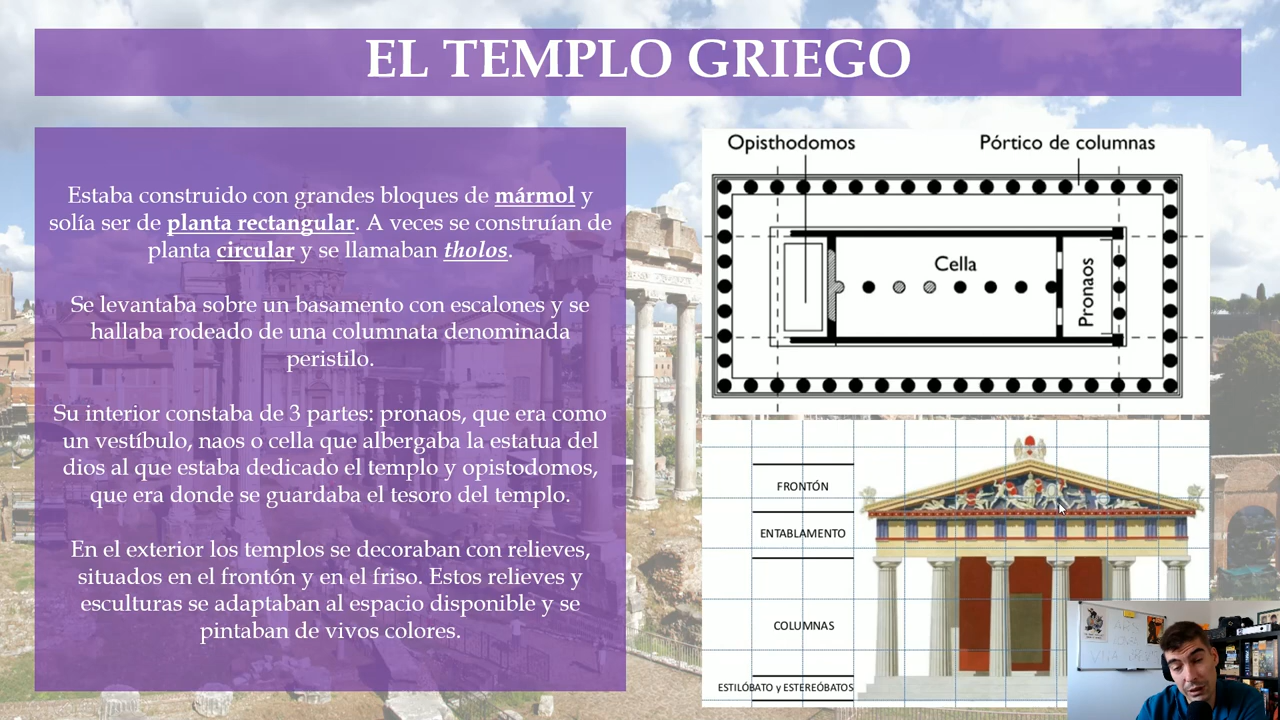 EL TEMPLO GRIEGO
Estaba construido con grandes bloques de mármol y
solía ser de planta rectangular. A veces se construían de
planta circular y se llamaban tholos.
Se levantaba sobre un basamento con escalones y se
hallaba rodeado de una columnata denominada
peristilo.
Su interior constaba de 3 partes: pronaos, que era como
un vestíbulo, naos o cella que albergaba la estatua del
dios al que estaba dedicado el templo y opistodomos,
que era donde se guardaba el tesoro del templo.
En el exterior los templos se decoraban con relieves,
situados en el frontón y en el friso. Estos relieves y
esculturas se adaptaban al espacio disponible y se
pintaban de vivos colores.
Opisthodomos
Pórtico de columnas
Cella
Pronaos
FRONTÓN
ENTABLAMENTO
COLUMNAS
ESTILÓBATO y ESTEREÓBATOS